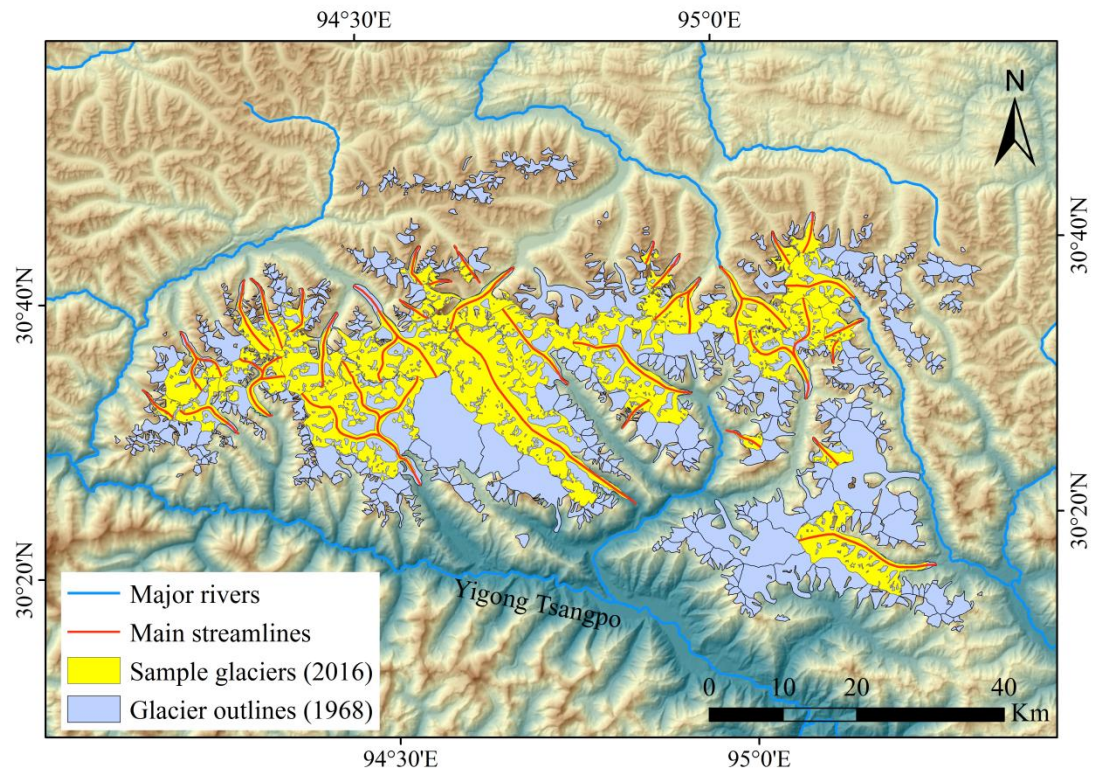 94°30'E 95°0'E
N
30°40'N
30°40'N
30°20'N
30°20'N
Yigong Tsangpo
Major rivers
Main streamlines
Sample glaciers (2016)
Glacier outlines (1968)
0 10 20 40
Km
94°30'E 95°0'E